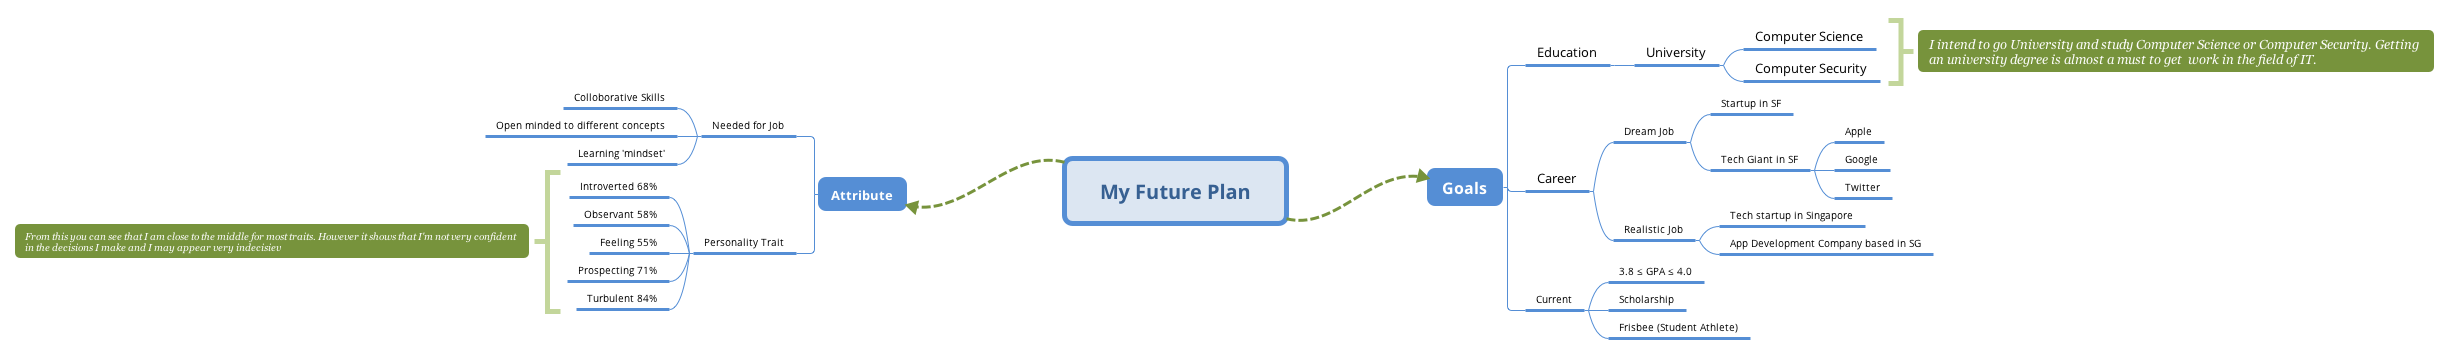 My Future Plan
Attribute
Needed for Job
Colloborative Skills
Open minded to different concepts
Learning 'mindset'
Personality Trait
Introverted 68%
Observant 58%
Feeling 55%
Prospecting 71%
Turbulent 84%
From this you can see that I am close to the middle for most traits. However it shows that I'm not very confident
in the decisions I make and I may appear very indecisiev
Goals
Education
University
Computer Science
Computer Security
I intend to go University and study Computer Science or Computer Security. Getting
an university degree is almost a must to get work in the field of IT.
Career
Dream Job
Startup in SF
Tech Giant in SF
Apple
Google
Twitter
Realistic Job
Tech startup in Singapore
App Development Company based in SG
Current
3.8 ≤ GPA ≤ 4.0
Scholarship
Frisbee (Student Athlete)